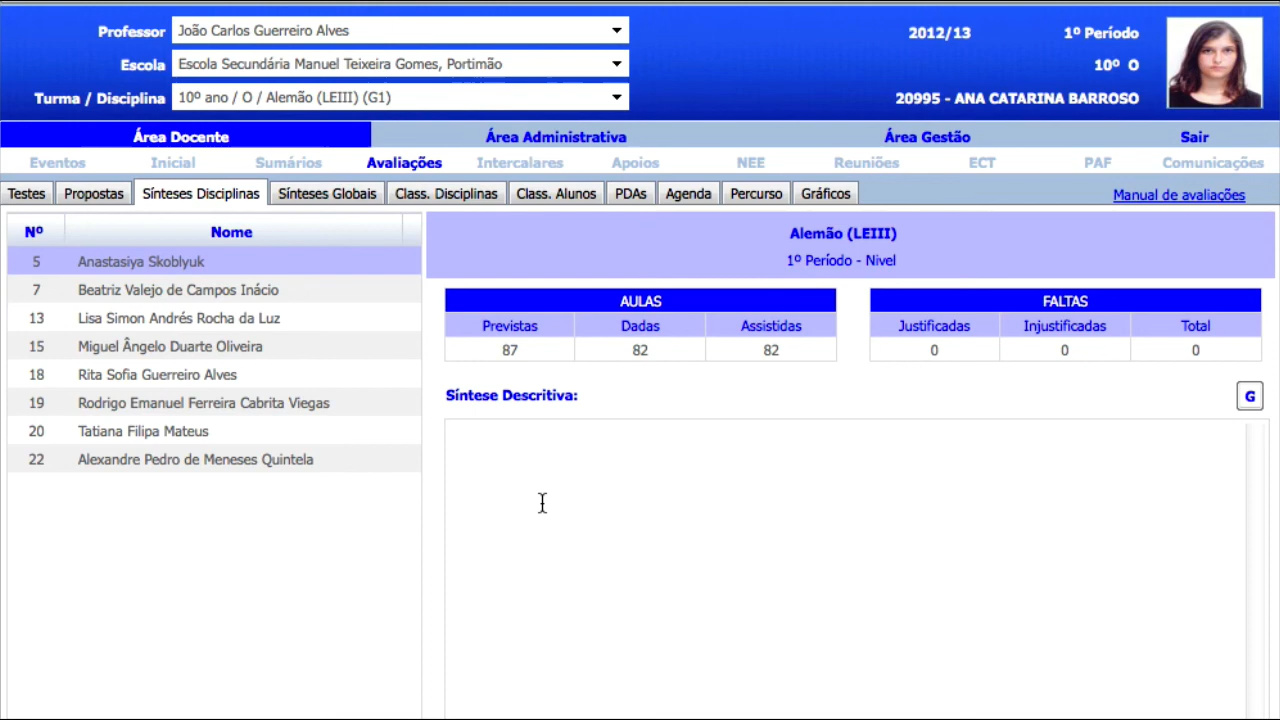 Professor João Carlos Guerreiro Alves 2012/13 1º Período
Escola Escola Secundária Manuel Teixeira Gomes, Portimão 10º O
Turma / Disciplina 10º ano / O / Alemão (LEIII) (G1) 20995 - ANA CATARINA BARROSO
Área Docente Área Administrativa Área Gestão Sair
Eventos Inicial Sumários Avaliações Intercalares Apoios NEE Reuniões ECT PAF Comunicações
Testes Propostas Sínteses Disciplinas Sínteses Globais Class. Disciplinas Class. Alunos PDAs Agenda Percurso Gráficos Manual de avaliações
Nº Nome
5 Anastasiya Skoblyuk
7 Beatriz Valejo de Campos Inácio
13 Lisa Simon Andrés Rocha da Luz
15 Miguel Ângelo Duarte Oliveira
18 Rita Sofia Guerreiro Alves
19 Rodrigo Emanuel Ferreira Cabrita Viegas
20 Tatiana Filipa Mateus
22 Alexandre Pedro de Meneses Quintela
Alemão (LEIII)
1º Período - Nivel
AULAS FALTAS
Previstas Dadas Assistidas Justificadas Injustificadas Total
87 82 82 0 0 0
Síntese Descritiva: G